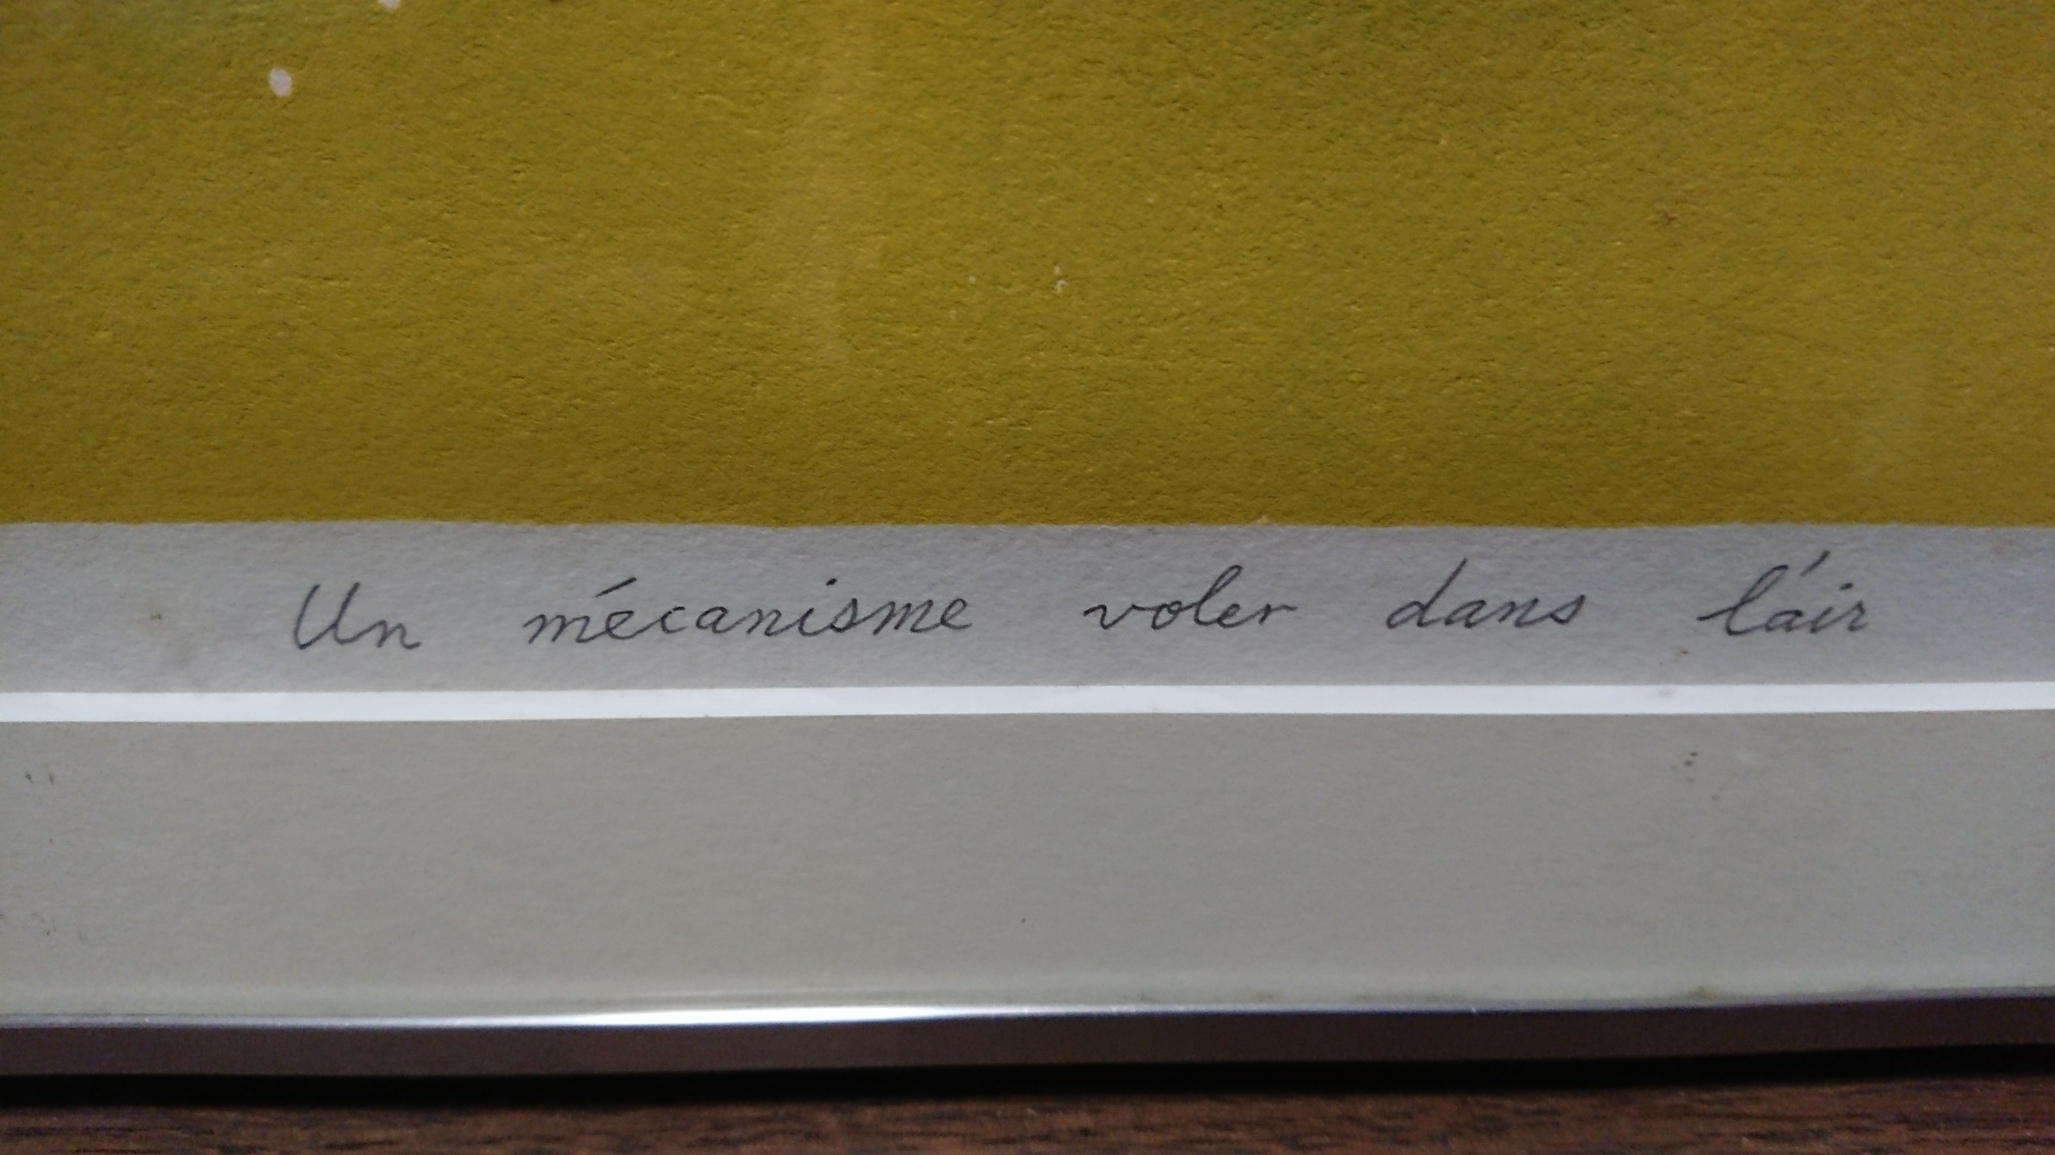 Un mécanisme voler dans l'air